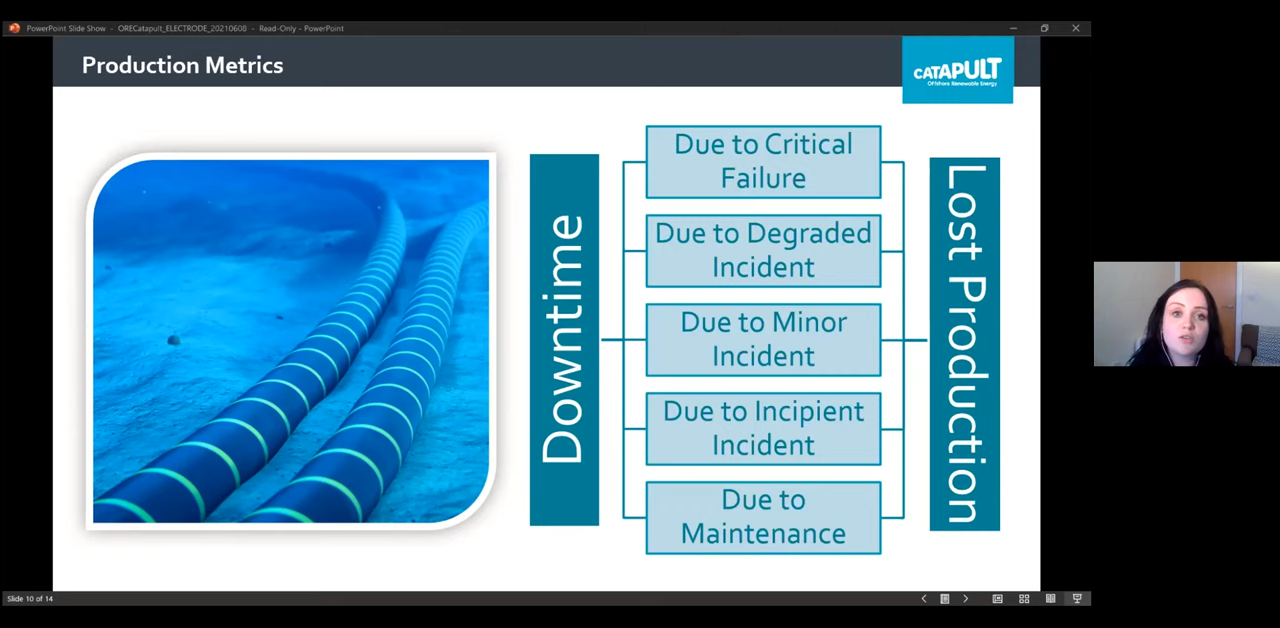 PowerPoint Slide Show - ORECatapult_ELECTRODE_20210608 - Read-Only - PowerPoint
Production Metrics
CATAPULT
Offshore Renewable Energy
Downtime
Due to Critical
Failure
Due to Degraded
Incident
Due to Minor
Incident
Due to Incipient
Incident
Due to
Maintenance
Lost Production
Slide 10 of 14